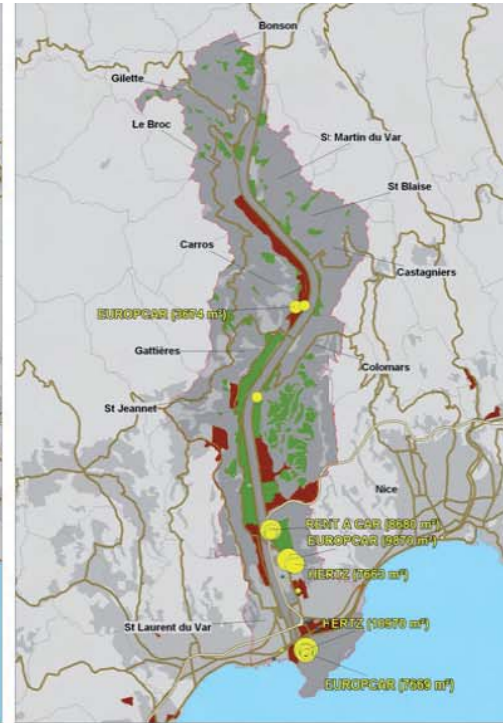 Bonson
Gilette
Le Broc
St Martin du Var
St Blaise
Carros
Castagniers
EUROPCAR (3674 m²)
Gattières
Colomars
St Jeannet
Nice
RENT A CAR (8680 m²)
EUROPCAR (9870 m²)
HERTZ (7663 m²)
HERTZ (10970 m²)
St Laurent du Var
EUROPCAR (7669 m²)